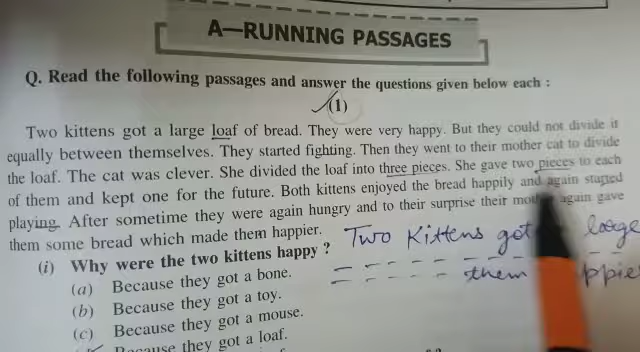 A—RUNNING PASSAGES
Q. Read the following passages and answer the questions given below each :
(1)
Two kittens got a large loaf of bread. They were very happy. But they could not divide it
equally between themselves. They started fighting. Then they went to their mother cat to divide
the loaf. The cat was clever. She divided the loaf into three pieces. She gave two pieces to each
of them and kept one for the future. Both kittens enjoyed the bread happily and again started
playing. After sometime they were again hungry and to their surprise their again gave
them some bread which made them happier.
Two Kittens got large
(i) Why were the two kittens happy ?
them
(a) Because they got a bone.
(b) Because they got a toy.
(c) Because they got a mouse.
Because they got a loaf.